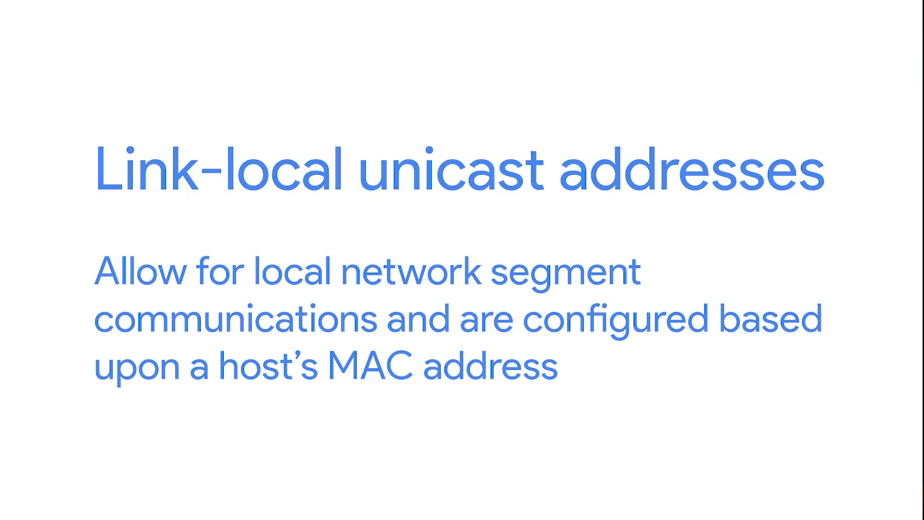 Link-local unicast addresses
Allow for local network segment
communications and are configured based
upon a host’s MAC address